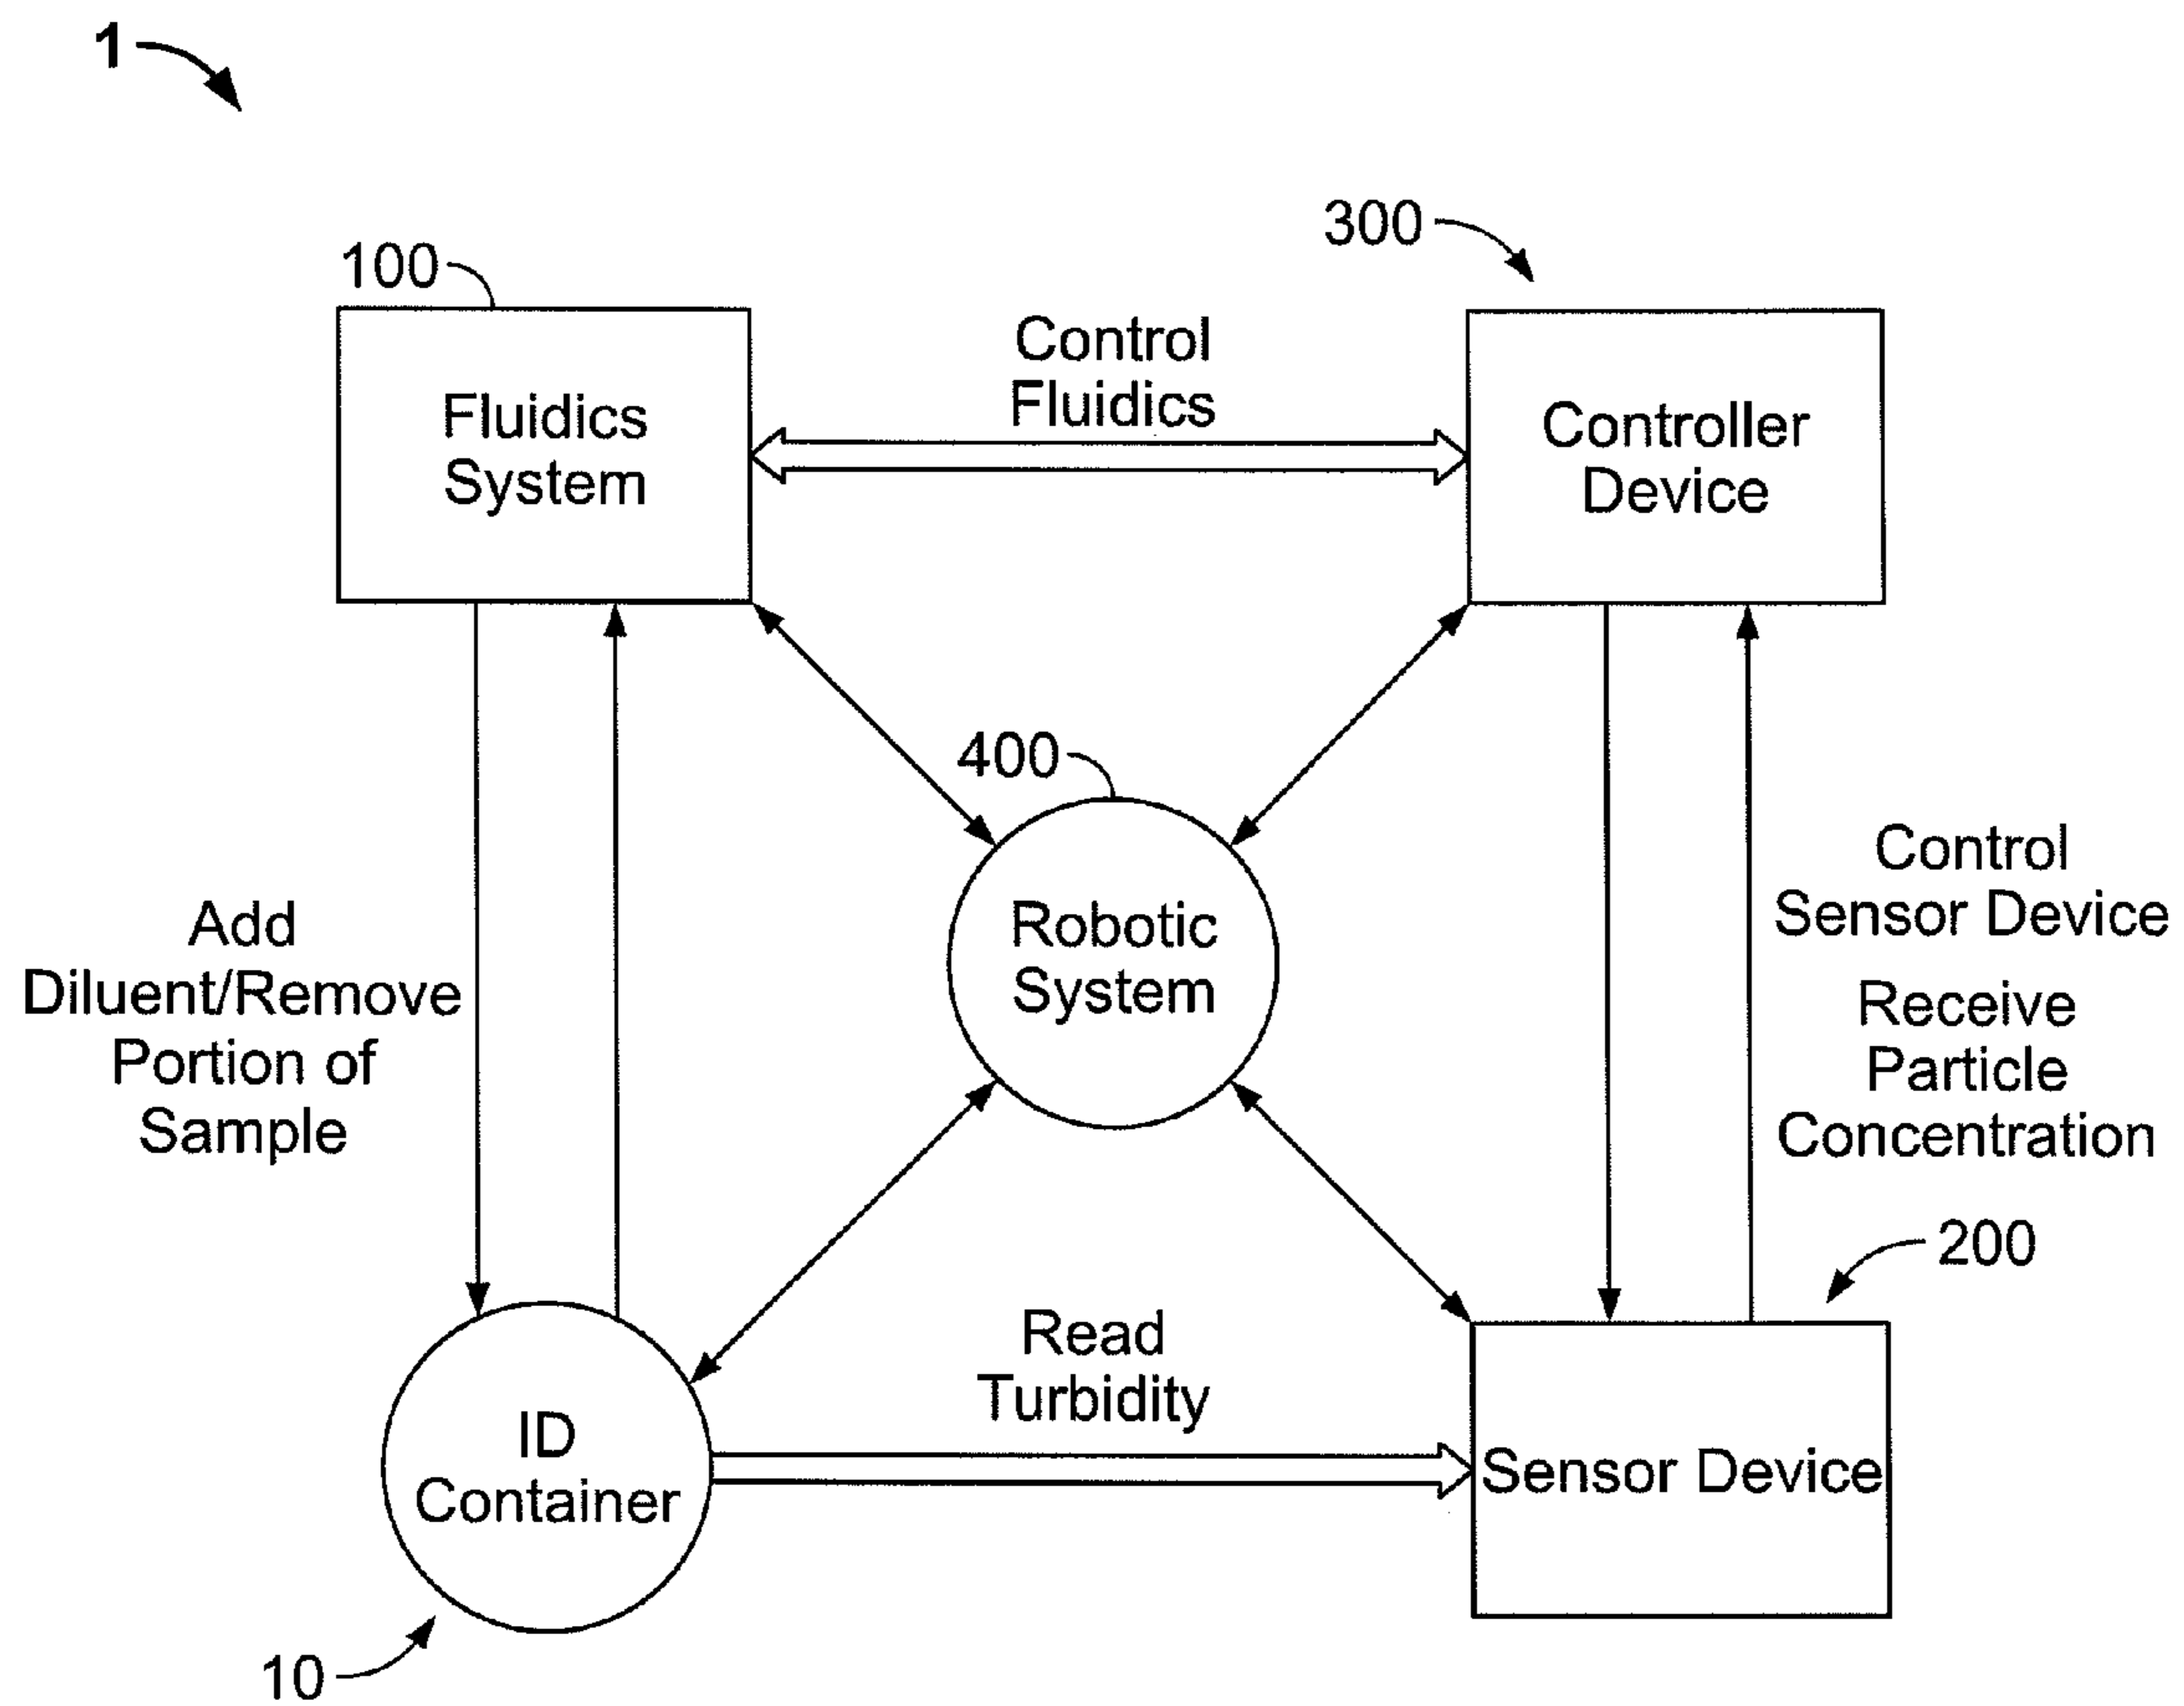 1
300
100
Control
Fluidics
Fluidics
System
Controller
Device
400
Control
Sensor Device
Add
Diluent/Remove
Portion of
Sample
Robotic
System
Receive
Particle
Concentration
200
Read
Turbidity
ID
Container
Sensor Device
10